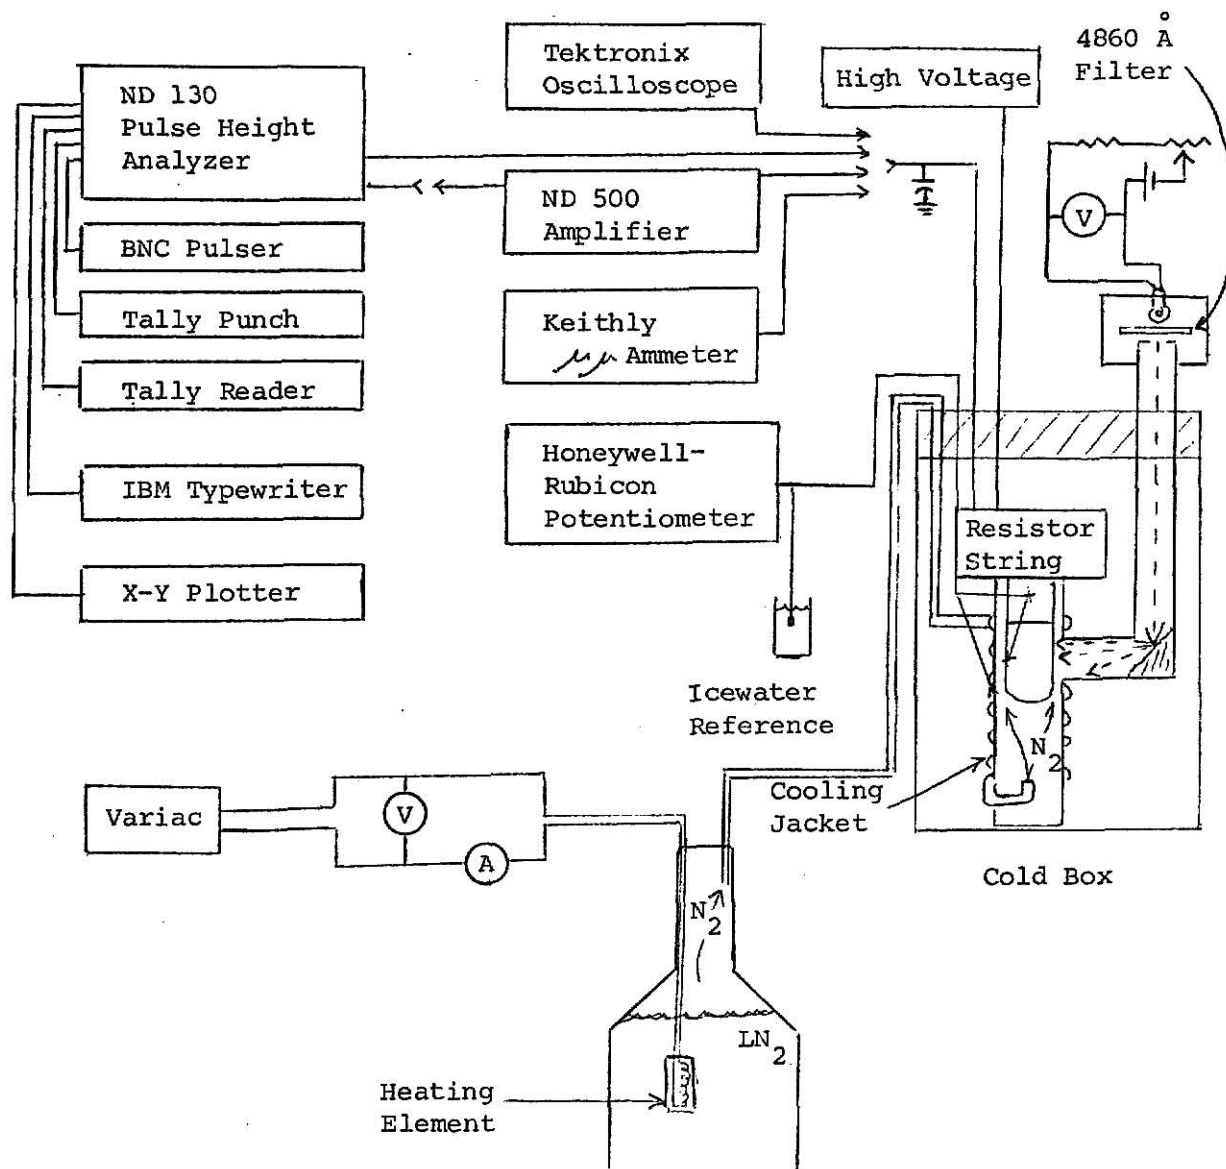 4860 Å
Filter
Tektronix
Oscilloscope
High Voltage
ND 130
Pulse Height
Analyzer
ND 500
Amplifier
V
BNC Pulser
Tally Punch
Keithly
μμ Ammeter
Tally Reader
Honeywell-
Rubicon
Potentiometer
IBM Typewriter
Resistor
String
X-Y Plotter
Icewater
Reference
N2
Cooling
Jacket
Variac
V
A
Cold Box
N2
LN2
Heating
Element